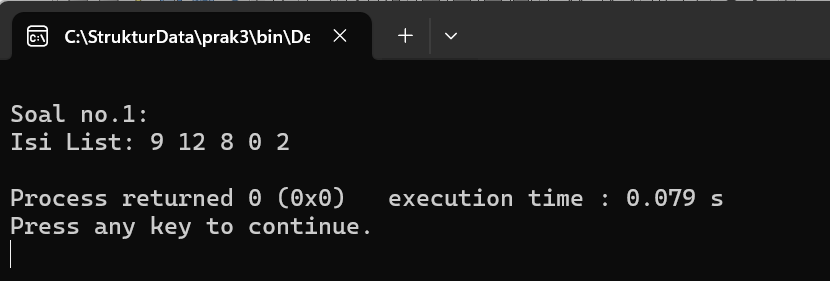 C:\StrukturData\prak3\bin\De
Soal no.1:
Isi List: 9 12 8 0 2
Process returned 0 (0x0)   execution time : 0.079 s
Press any key to continue.